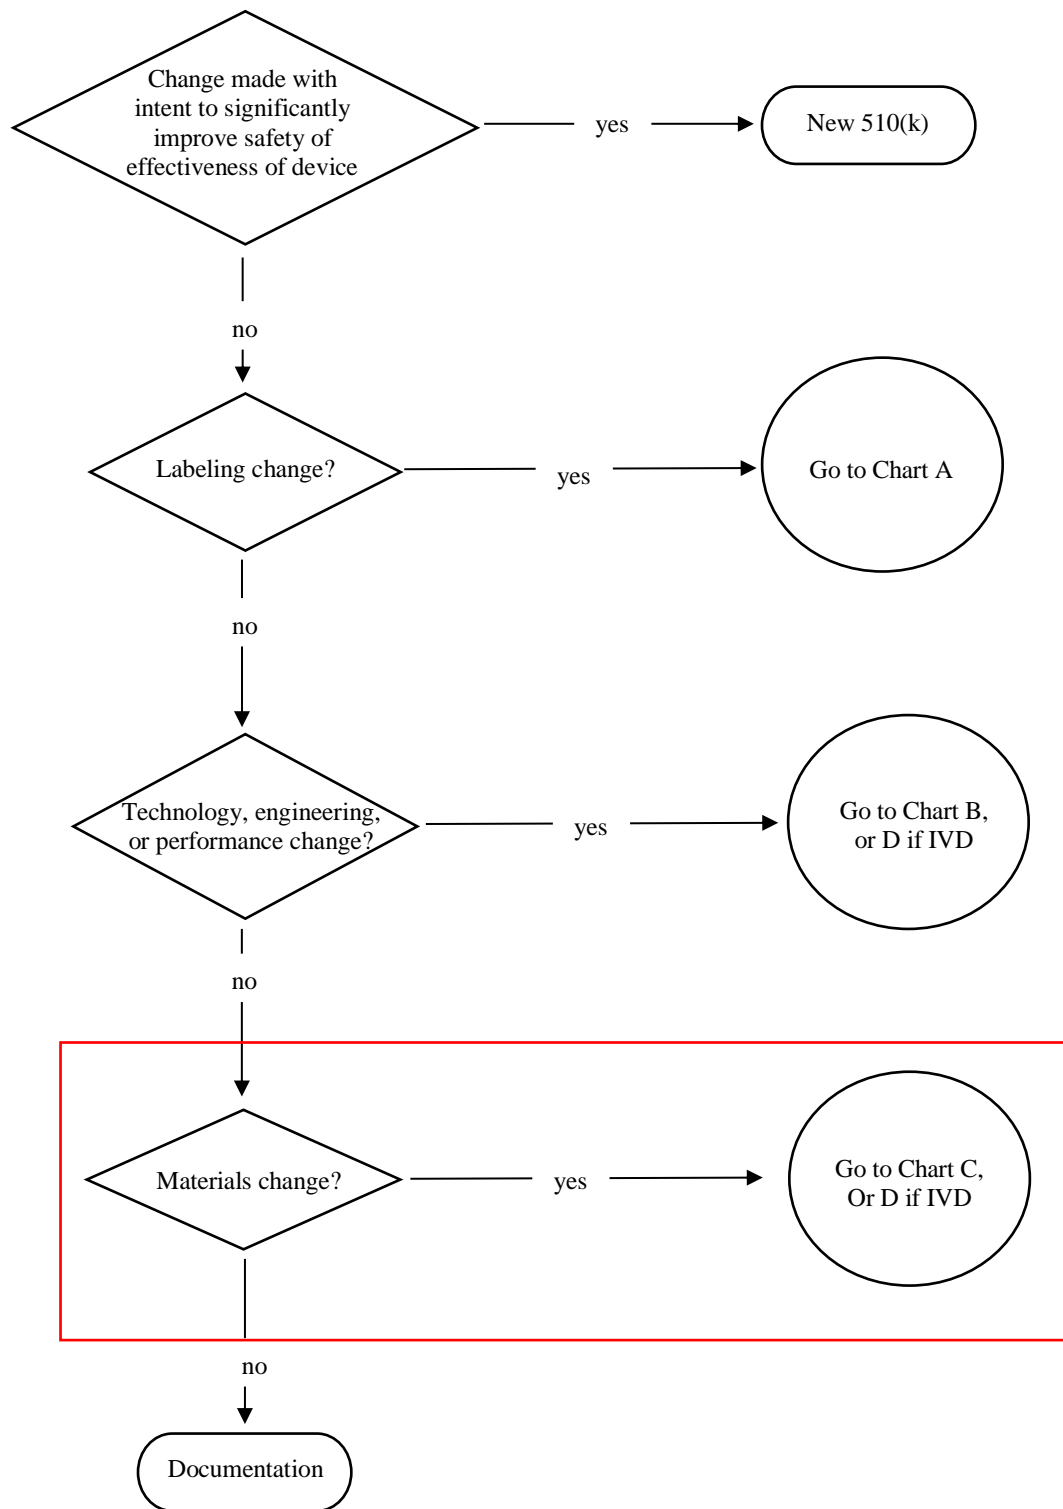 Change made with
intent to significantly
improve safety of
effectiveness of device
yes
New 510(k)
no
Labeling change?
yes
Go to Chart A
no
Technology, engineering,
or performance change?
yes
Go to Chart B,
or D if IVD
no
Materials change?
yes
Go to Chart C,
Or D if IVD
no
Documentation